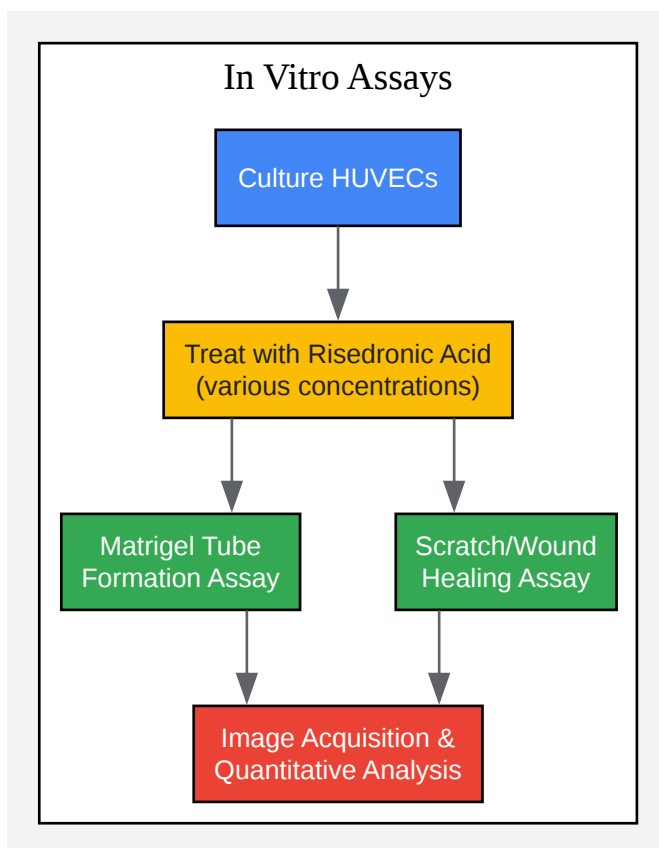 In Vitro Assays
Culture HUVECs
Treat with Risedronic Acid
(various concentrations)
Matrigel Tube
Formation Assay
Scratch/Wound
Healing Assay
Image Acquisition &
Quantitative Analysis